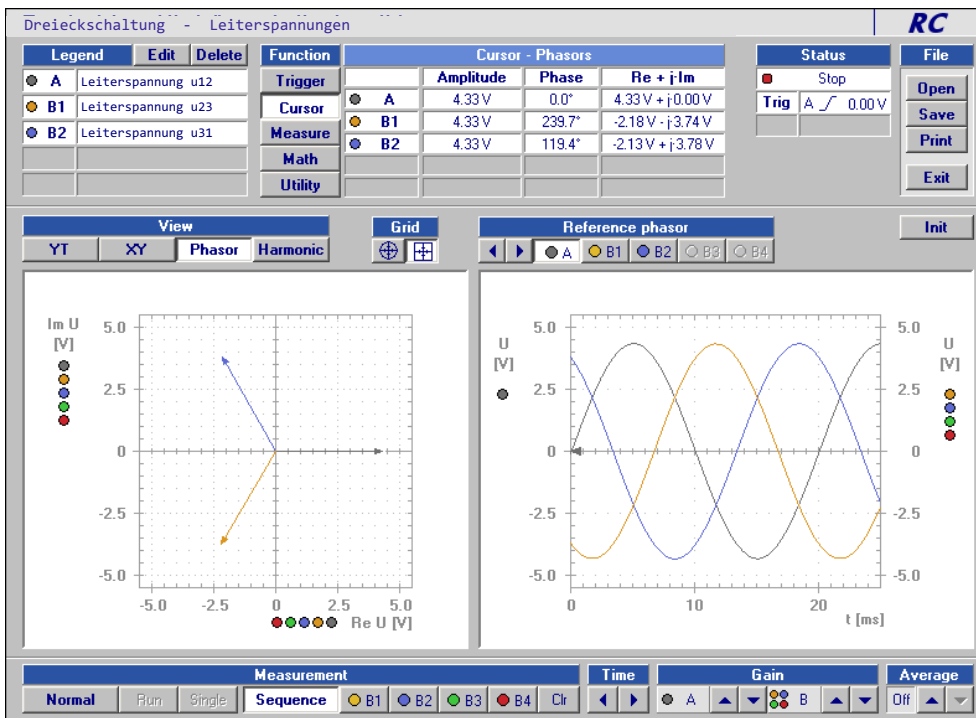 Dreieckschaltung - Leiterspannungen
RC
Legend Edit Delete
A Leiterspannung u12
B1 Leiterspannung u23
B2 Leiterspannung u31
Function
Trigger
Cursor
Measure
Math
Utility
Cursor - Phasors
Amplitude Phase Re + j·Im
A 4.33 V 0.0° 4.33 V + j·0.00 V
B1 4.33 V 239.7° -2.18 V - j·3.74 V
B2 4.33 V 119.4° -2.13 V + j·3.78 V
Status
Stop
Trig A 0.00 V
File
Open
Save
Print
Exit
View
YT XY Phasor Harmonic
Grid
Reference phasor
A B1 B2 B3 B4
Init
Im U
[V]
5.0
2.5
0
-2.5
-5.0
-5.0 -2.5 0 2.5 5.0
Re U [V]
U
[V]
5.0
2.5
0
-2.5
-5.0
5.0
2.5
0
-2.5
-5.0
U
[V]
0 10 20
t [ms]
Measurement
Normal Run Single Sequence B1 B2 B3 B4 Clr
Time
Gain
A B
Average
Off